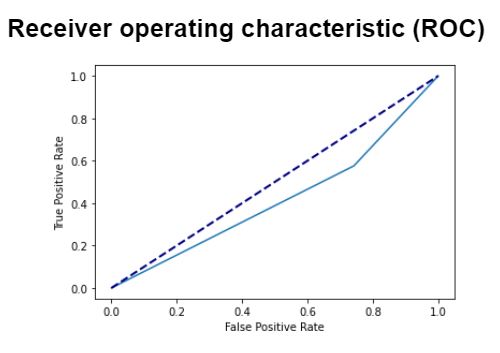 Receiver operating characteristic (ROC)
1.0
0.8
0.6
0.4
0.2
0.0
True Positive Rate
0.0 0.2 0.4 0.6 0.8 1.0
False Positive Rate